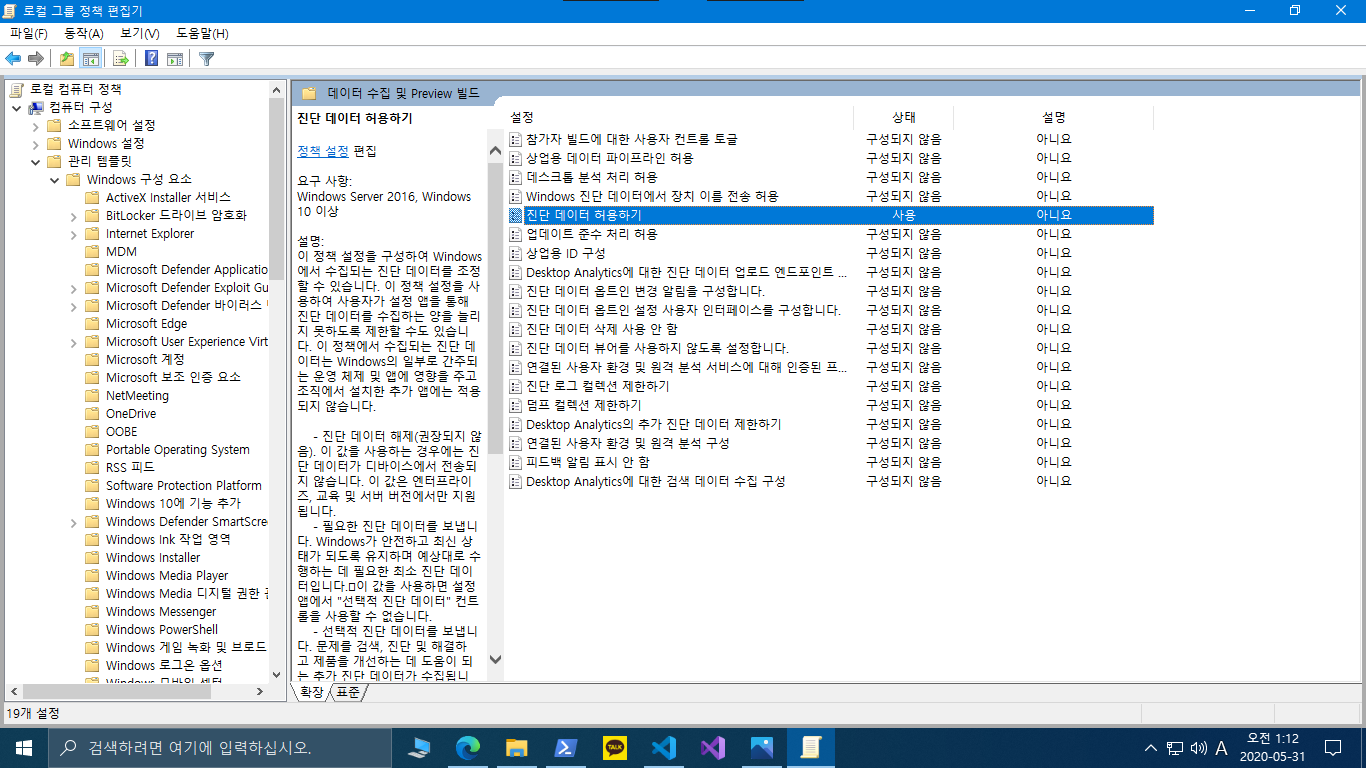 로컬 그룹 정책 편집기
파일(F) 동작(A) 보기(V) 도움말(H)
로컬 컴퓨터 정책
컴퓨터 구성
소프트웨어 설정
Windows 설정
관리 템플릿
Windows 구성 요소
ActiveX Installer 서비스
BitLocker 드라이브 암호화
Internet Explorer
MDM
Microsoft Defender Applicatio
Microsoft Defender Exploit Gu
Microsoft Defender 바이러스
Microsoft Edge
Microsoft User Experience Virt
Microsoft 계정
Microsoft 보조 인증 요소
NetMeeting
OneDrive
OOBE
Portable Operating System
RSS 피드
Software Protection Platform
Windows 10에 기능 추가
Windows Defender SmartScre
Windows Ink 작업 영역
Windows Installer
Windows Media Player
Windows Media 디지털 권한
Windows Messenger
Windows PowerShell
Windows 게임 녹화 및 브로드
Windows 로그온 옵션
Windows 모바일 센터
데이터 수집 및 Preview 빌드
진단 데이터 허용하기
정책 설정 편집
요구 사항:
Windows Server 2016, Windows
10 이상
설명:
이 정책 설정을 구성하여 Windows
에서 수집되는 진단 데이터를 조정
할 수 있습니다. 이 정책 설정을 사
용하여 사용자가 설정 앱을 통해
진단 데이터를 수집하는 양을 늘리
지 못하도록 제한할 수도 있습니
다. 이 정책에서 수집되는 진단 데이
터는 Windows의 일부로 간주되
는 운영 체제 및 앱에 영향을 주고
조직에서 설치한 추가 앱에는 적용
되지 않습니다.
- 진단 데이터 해제(권장되지 않
음). 이 값을 사용하는 경우에는 진
단 데이터가 디바이스에서 전송되
지 않습니다. 이 값은 엔터프라이
즈, 교육 및 서버 버전에서만 지원
됩니다.
- 필요한 진단 데이터를 보냅니
다. Windows가 안전하고 최신 상
태가 되도록 유지하며 예상대로 수
행하는 데 필요한 최소 진단 데이
터입니다.□이 값을 사용하면 설정
앱에서 "선택적 진단 데이터" 컨트
롤을 사용할 수 없습니다.
- 선택적 진단 데이터를 보냅니
다. 문제를 검색, 진단 및 해결하
고 제품을 개선하는 데 도움이 되
는 추가 진단 데이터가 수집됩니
설정 상태 설명
참가자 빌드에 대한 사용자 컨트롤 토글 구성되지 않음 아니요
상업용 데이터 파이프라인 허용 구성되지 않음 아니요
데스크톱 분석 처리 허용 구성되지 않음 아니요
Windows 진단 데이터에서 장치 이름 전송 허용 구성되지 않음 아니요
진단 데이터 허용하기 사용 아니요
업데이트 준수 처리 허용 구성되지 않음 아니요
상업용 ID 구성 구성되지 않음 아니요
Desktop Analytics에 대한 진단 데이터 업로드 엔드포인트 ... 구성되지 않음 아니요
진단 데이터 옵트인 변경 알림을 구성합니다. 구성되지 않음 아니요
진단 데이터 옵트인 설정 사용자 인터페이스를 구성합니다. 구성되지 않음 아니요
진단 데이터 삭제 사용 안 함 구성되지 않음 아니요
진단 데이터 뷰어를 사용하지 않도록 설정합니다. 구성되지 않음 아니요
연결된 사용자 환경 및 원격 분석 서비스에 대해 인증된 프... 구성되지 않음 아니요
진단 로그 컬렉션 제한하기 구성되지 않음 아니요
덤프 컬렉션 제한하기 구성되지 않음 아니요
Desktop Analytics의 추가 진단 데이터 제한하기 구성되지 않음 아니요
연결된 사용자 환경 및 원격 분석 구성 구성되지 않음 아니요
피드백 알림 표시 안 함 구성되지 않음 아니요
Desktop Analytics에 대한 검색 데이터 수집 구성 구성되지 않음 아니요
확장 표준
19개 설정
검색하려면 여기에 입력하십시오.
TALK
A
오전 1:12
2020-05-31